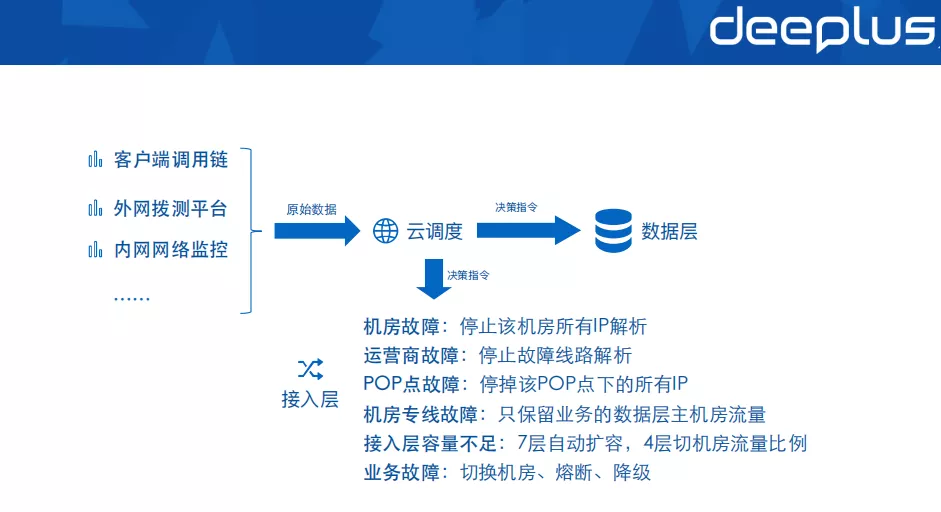 deeplus
客户端调用链
外网拨测平台
内网网络监控
……
原始数据
云调度
决策指令
数据层
决策指令
接入层
机房故障：停止该机房所有IP解析
运营商故障：停止故障线路解析
POP点故障：停掉该POP点下的所有IP
机房专线故障：只保留业务的数据层主机房流量
接入层容量不足：7层自动扩容，4层切机房流量比例
业务故障：切换机房、熔断、降级